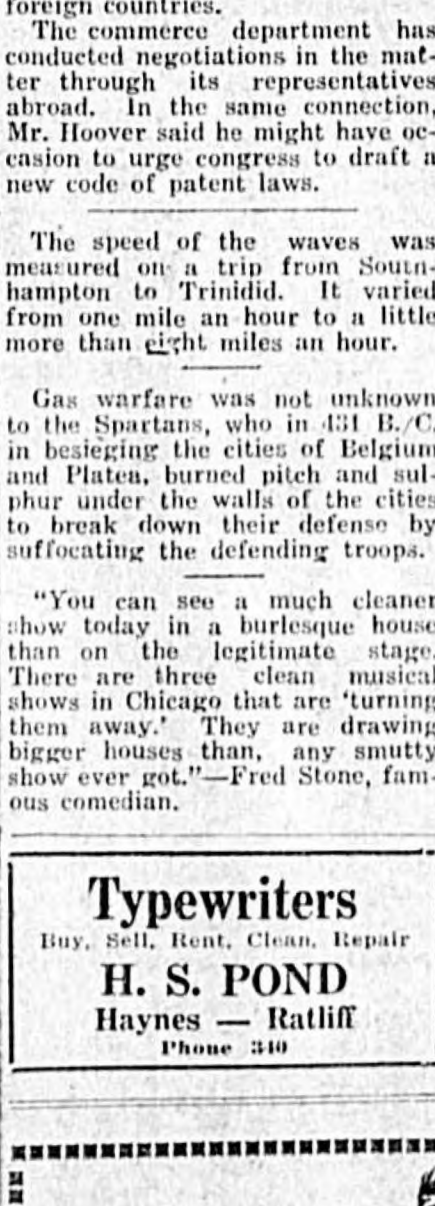 foreign countries.
The commerce department has
conducted negotiations in the mat-
ter through its representatives
abroad. In the same connection,
Mr. Hoover said he might have oc-
casion to urge congress to draft a
new code of patent laws.
The speed of the waves was
measured on a trip from South-
hampton to Trinidid. It varied
from one mile an hour to a little
more than eight miles an hour.
Gas warfare was not unknown
to the Spartans, who in 431 B./C.
in besieging the cities of Belgium
and Platea, burned pitch and sul-
phur under the walls of the cities
to break down their defense by
suffocating the defending troops.
"You can see a much cleaner
show today in a burlesque house
than on the legitimate stage.
There are three clean musical
shows in Chicago that are 'turning
them away.' They are drawing
bigger houses than, any smutty
show ever got."—Fred Stone, fam-
ous comedian.
Typewriters
Buy, Sell, Rent, Clean, Repair
H. S. POND
Haynes — Ratliff
Phone 340